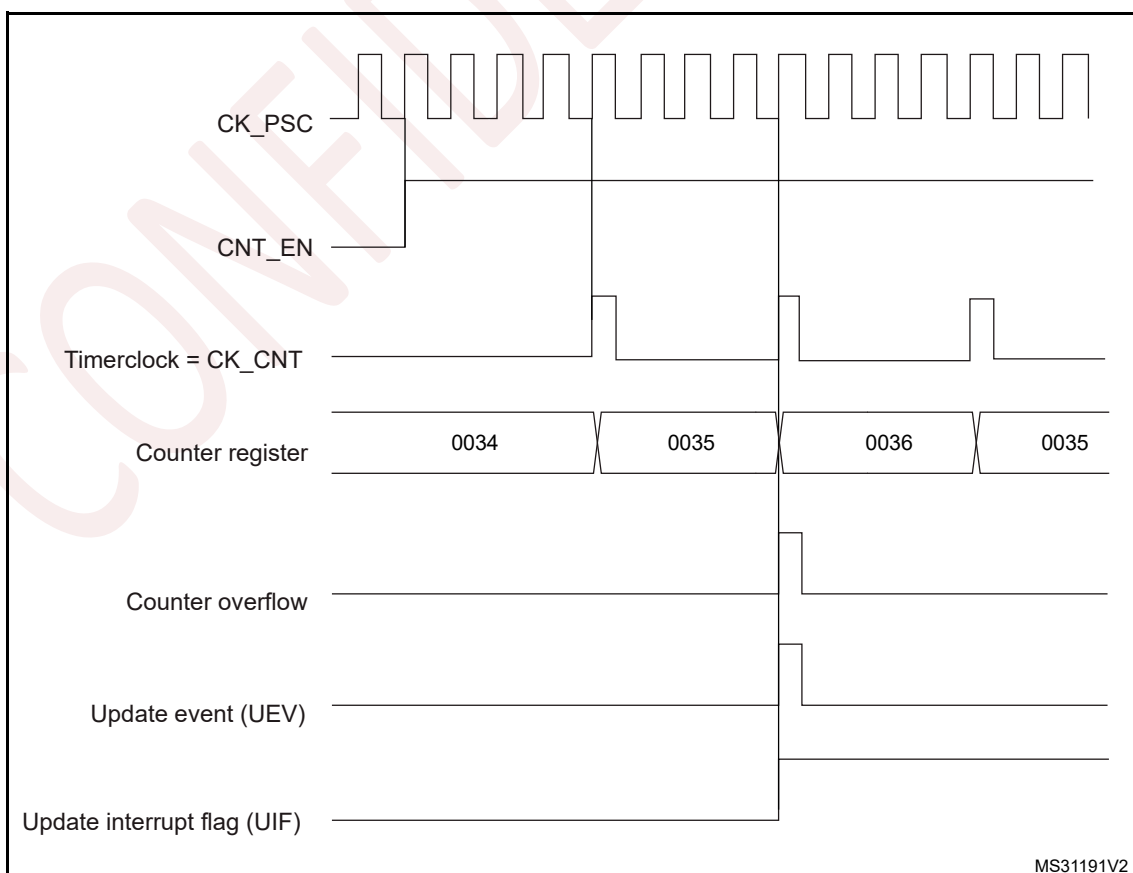 CK_PSC
CNT_EN
Timerclock = CK_CNT
Counter register
0034
0035
0036
0035
Counter overflow
Update event (UEV)
Update interrupt flag (UIF)
MS31191V2